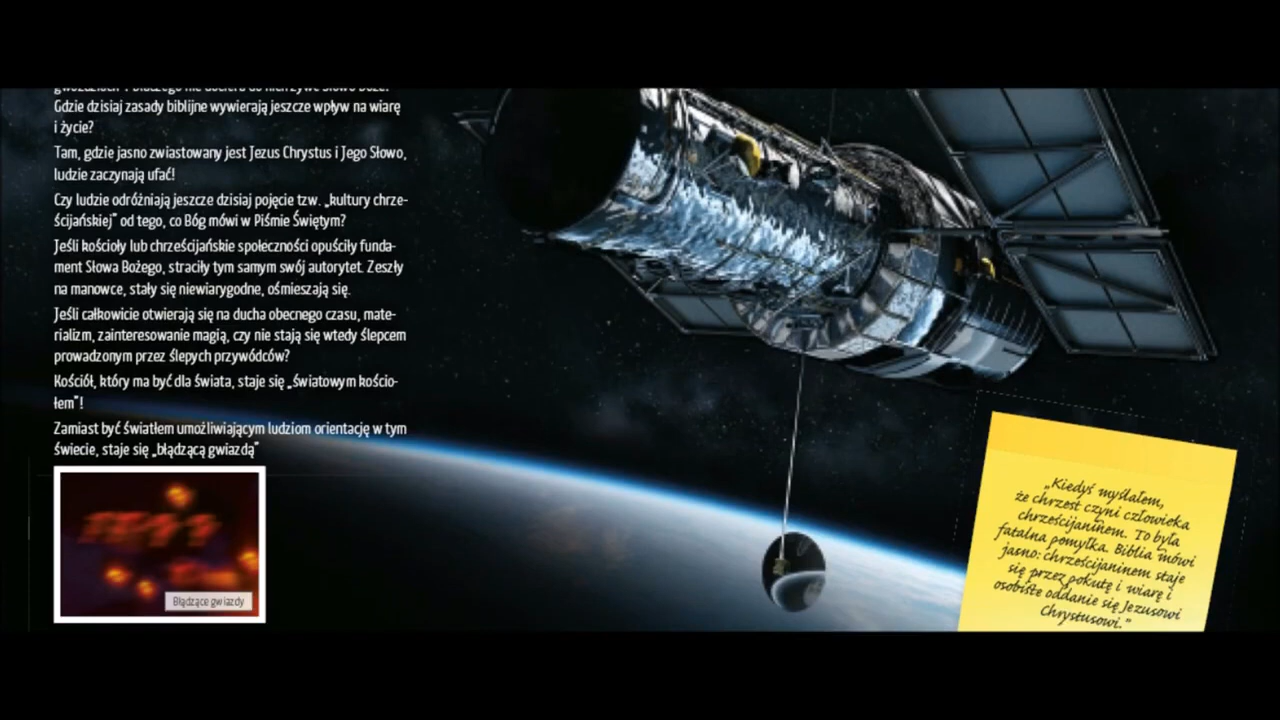 Gdzie dzisiaj zasady biblijne wywierają jeszcze wpływ na wiarę
i życie?
Tam, gdzie jasno zwiastowany jest Jezus Chrystus i Jego Słowo,
ludzie zaczynają ufać!
Czy ludzie odróżniają jeszcze dzisiaj pojęcie tzw. „kultury chrze-
ścijańskiej” od tego, co Bóg mówi w Piśmie Świętym?
Jeśli kościoły lub chrześcijańskie społeczności opuściły funda-
ment Słowa Bożego, straciły tym samym swój autorytet. Zeszły
na manowce, stały się niewiarygodne, ośmieszają się.
Jeśli całkowicie otwierają się na ducha obecnego czasu, mate-
rializm, zainteresowanie magią, czy nie stają się wtedy ślepcem
prowadzonym przez ślepych przywódców?
Kościół, który ma być dla świata, staje się „światowym kościo-
łem”!
Zamiast być światłem umożliwiającym ludziom orientację w tym
świecie, staje się „błądzącą gwiazdą”
Błądzące gwiazdy
„Kiedyś myślałem,
że chrzest czyni człowieka
chrześcijaninem. To była
fatalna pomyłka. Biblia mówi
jasno: chrześcijaninem staje
się przez pokutę i wiarę i
osobiste oddanie się Jezusowi
Chrystusowi.”